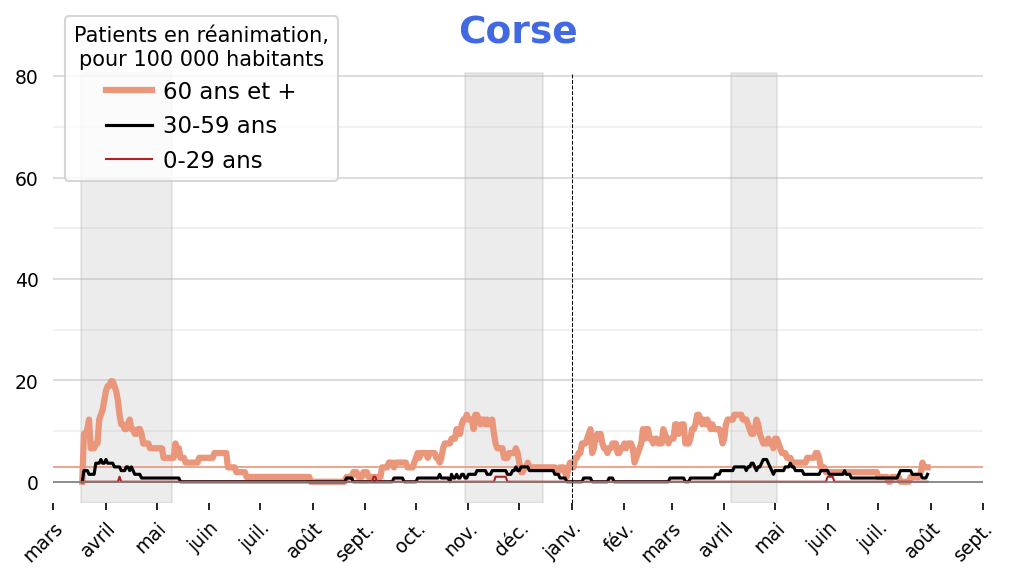 Corse
Patients en réanimation,
pour 100 000 habitants
60 ans et +
30-59 ans
0-29 ans
80
60
40
20
0
mars avril mai juin juil. août sept. oct. nov. déc. janv. fév. mars avril mai juin juil. août sept.